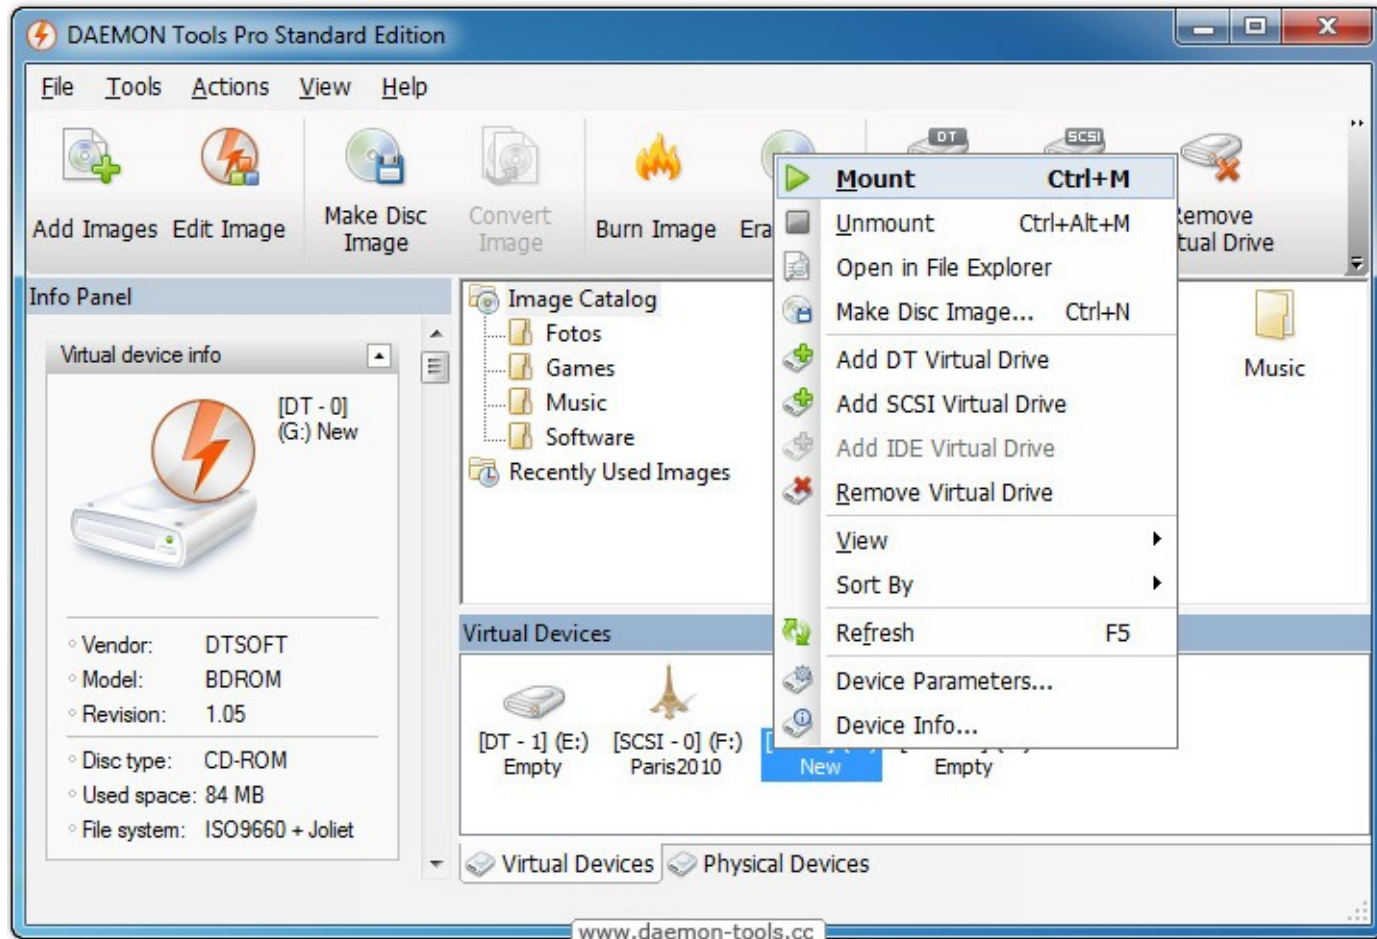 DAEMON Tools Pro Standard Edition
File Tools Actions View Help
DT SCSI
Add Images Edit Image Make Disc Image Convert Image Burn Image
Remove
Info Panel
Virtual device info
[DT - 0]
(G:) New
Vendor: DTSOFT
Model: BDROM
Revision: 1.05
Disc type: CD-ROM
Used space: 84 MB
File system: ISO9660 + Joliet
Image Catalog
Fotos
Games
Music
Software
Recently Used Images
Music
Mount Ctrl+M
Unmount Ctrl+Alt+M
Open in File Explorer
Make Disc Image... Ctrl+N
Add DT Virtual Drive
Add SCSI Virtual Drive
Add IDE Virtual Drive
Remove Virtual Drive
View
Sort By
Refresh F5
Device Parameters...
Device Info...
Virtual Devices
[DT - 1] (E:) [SCSI - 0] (F:)
Empty Paris2010 New Empty
Virtual Devices Physical Devices
www.daemon-tools.cc